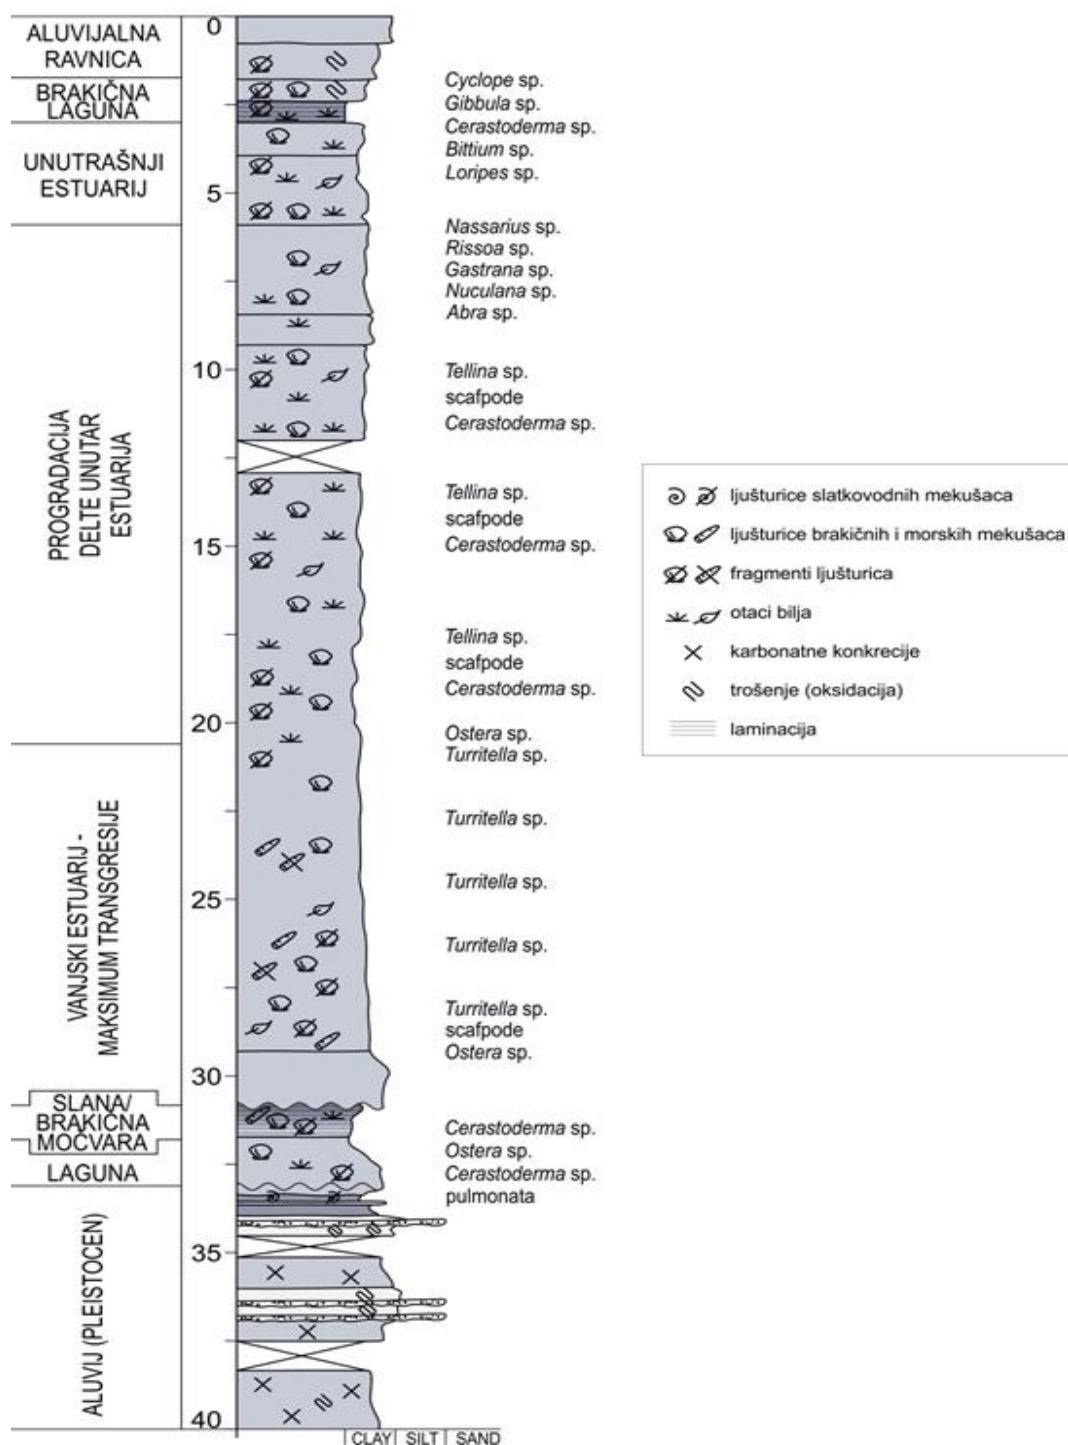 ALUVIJALNA
RAVNICA
BRAKIČNA
LAGUNA
UNUTRAŠNJI
ESTUARIJ
PROGRADACIJA
DELTE UNUTAR
ESTUARIJA
VANJSKI ESTUARIJ -
MAKSIMUM TRANSGRESIJE
SLANA/
BRAKIČNA
MOČVARA
LAGUNA
ALUVIJ (PLEISTOCEN)
0
5
10
15
20
25
30
35
40
CLAY SILT SAND
Cyclope sp.
Gibbula sp.
Cerastoderma sp.
Bittium sp.
Loripes sp.
Nassarius sp.
Rissoa sp.
Gastrana sp.
Nuculana sp.
Abra sp.
Tellina sp.
scafpode
Cerastoderma sp.
Tellina sp.
scafpode
Cerastoderma sp.
Tellina sp.
scafpode
Cerastoderma sp.
Ostera sp.
Turritella sp.
Turritella sp.
Turritella sp.
Turritella sp.
Turritella sp.
scafpode
Ostera sp.
Cerastoderma sp.
Ostera sp.
Cerastoderma sp.
pulmonata
ljušturice slatkovodnih mekušaca
ljušturice brakičnih i morskih mekušaca
fragmenti ljušturica
otaci bilja
karbonatne konkrecije
trošenje (oksidacija)
laminacija